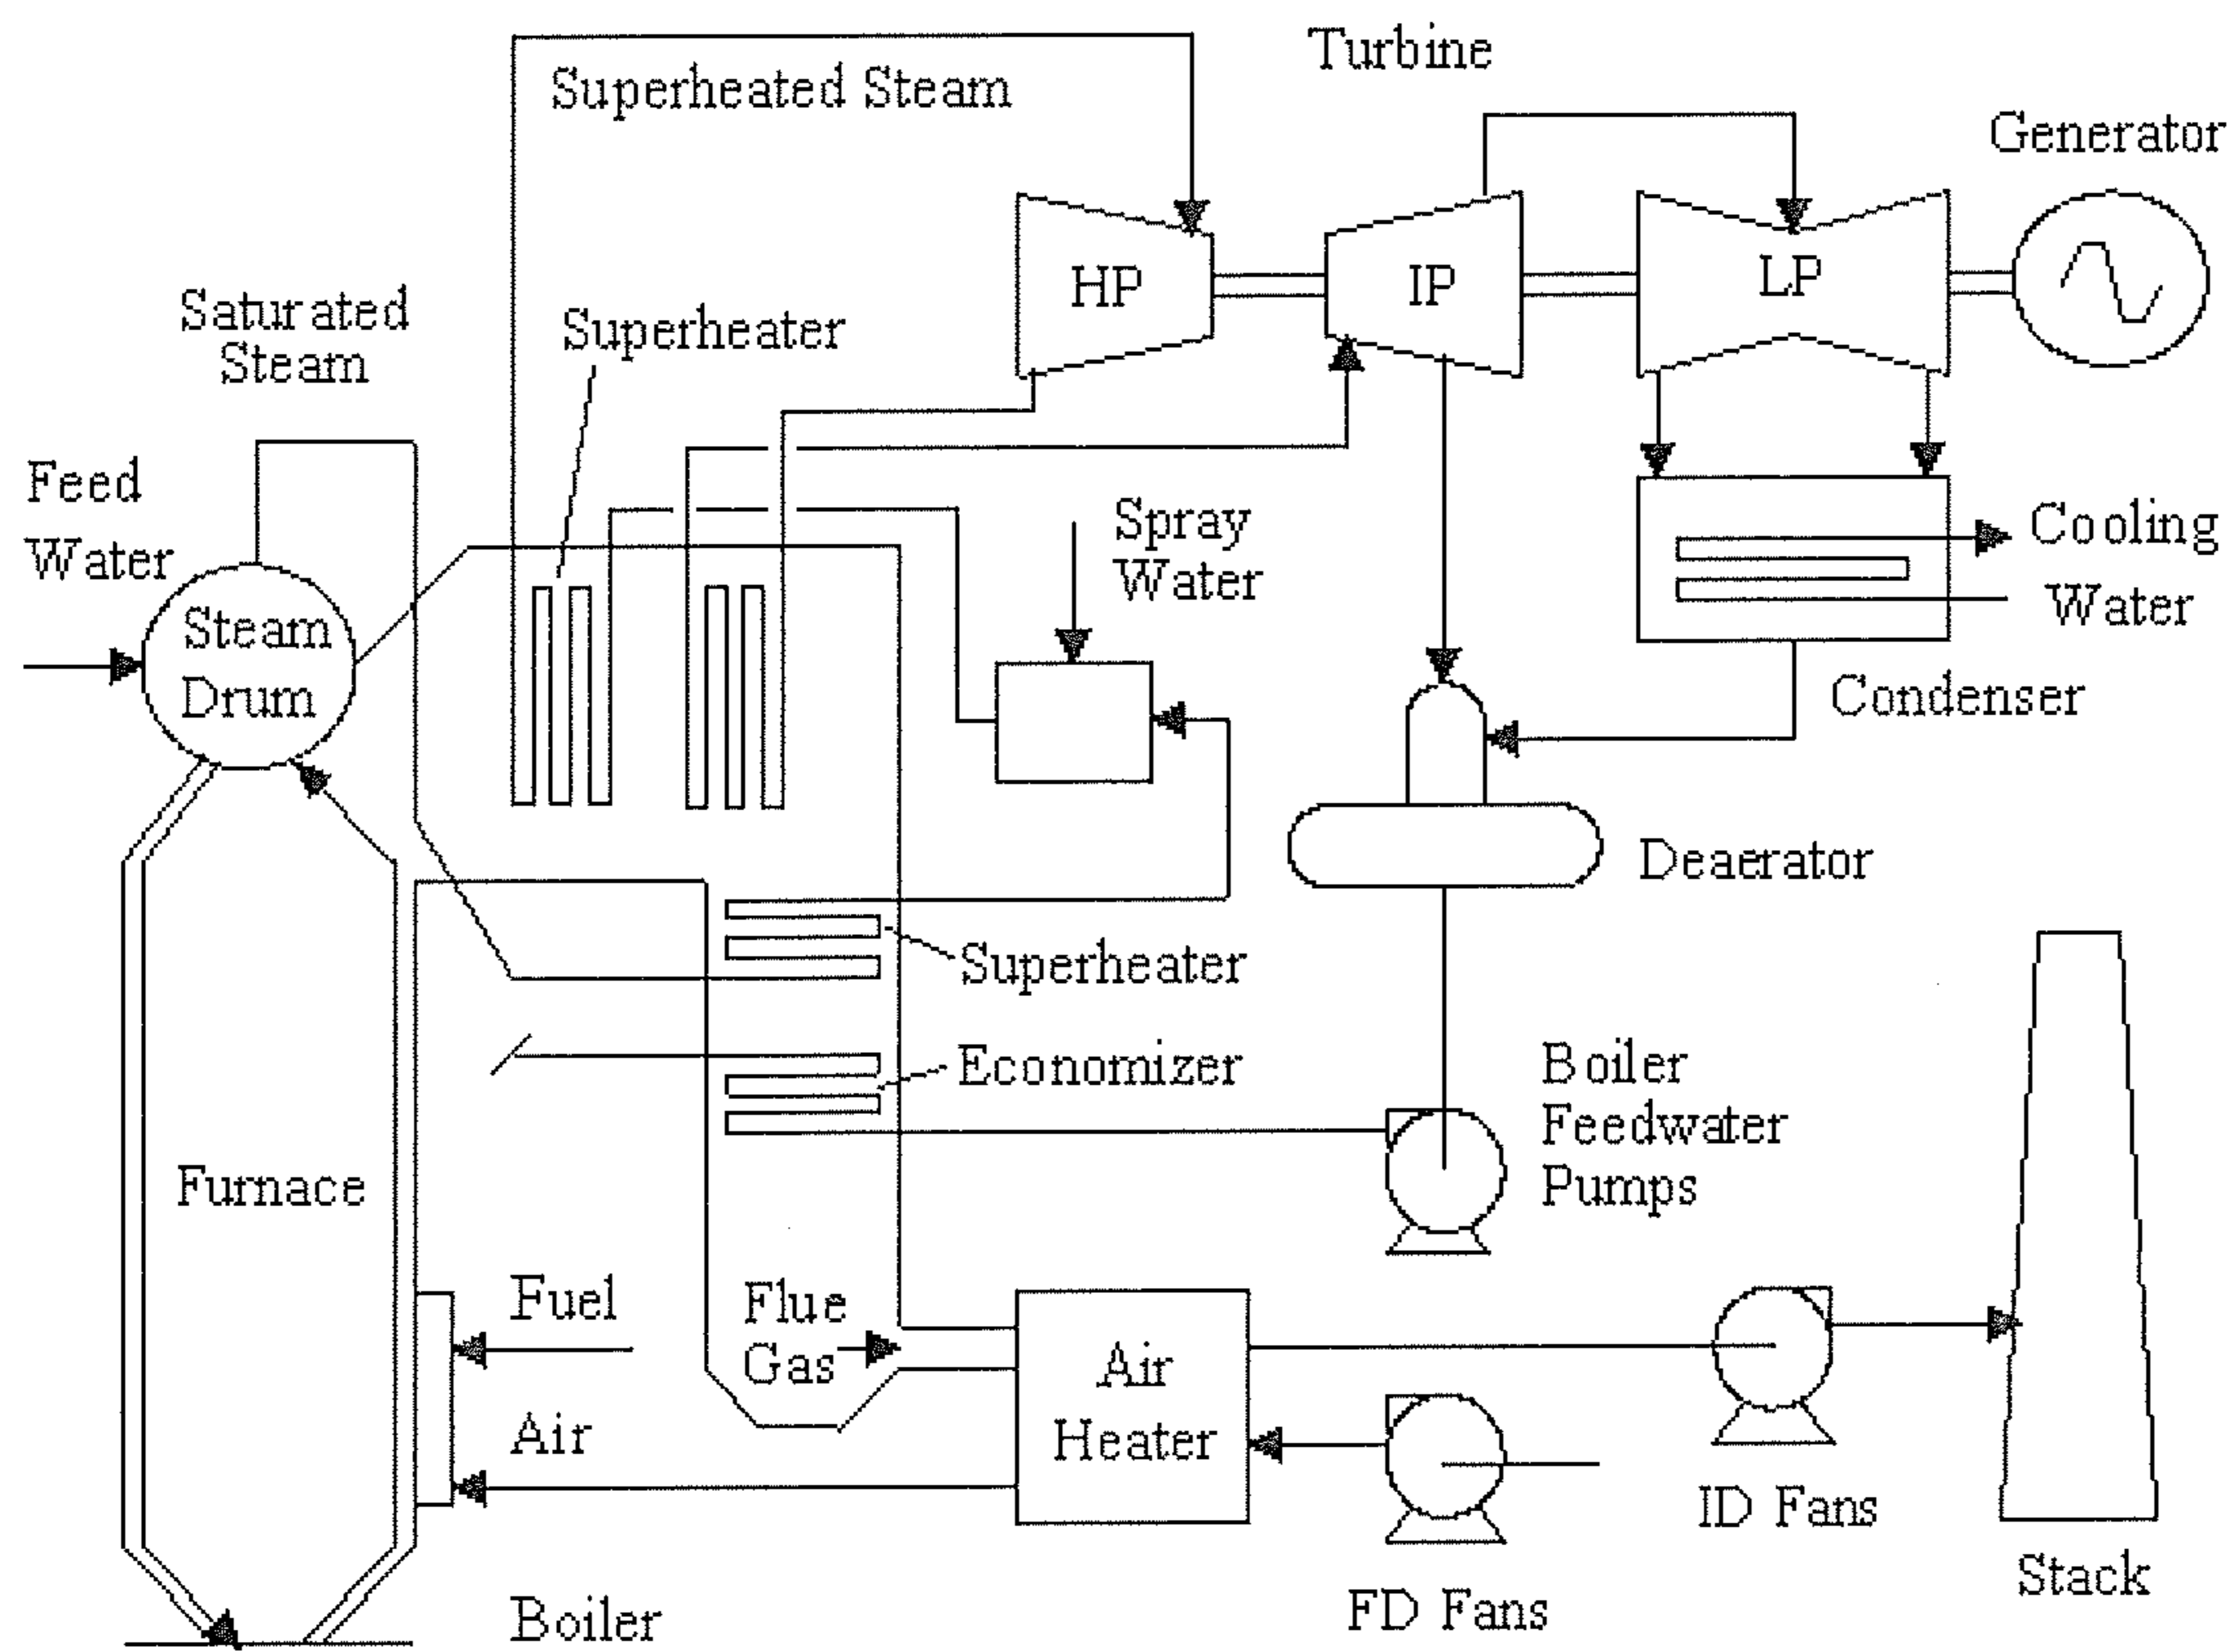 Turbine
Superheated Steam
Generator
HP
IP
LP
Saturated
Steam
Superheater
Feed
Water
Spray
Water
Cooling
Water
Steam
Drum
Condenser
Deaerator
Superheater
Economizer
Boiler
Feedwater
Pumps
Furnace
Fuel
Flue
Gas
Air
Heater
Air
ID Fans
Stack
FD Fans
Boiler